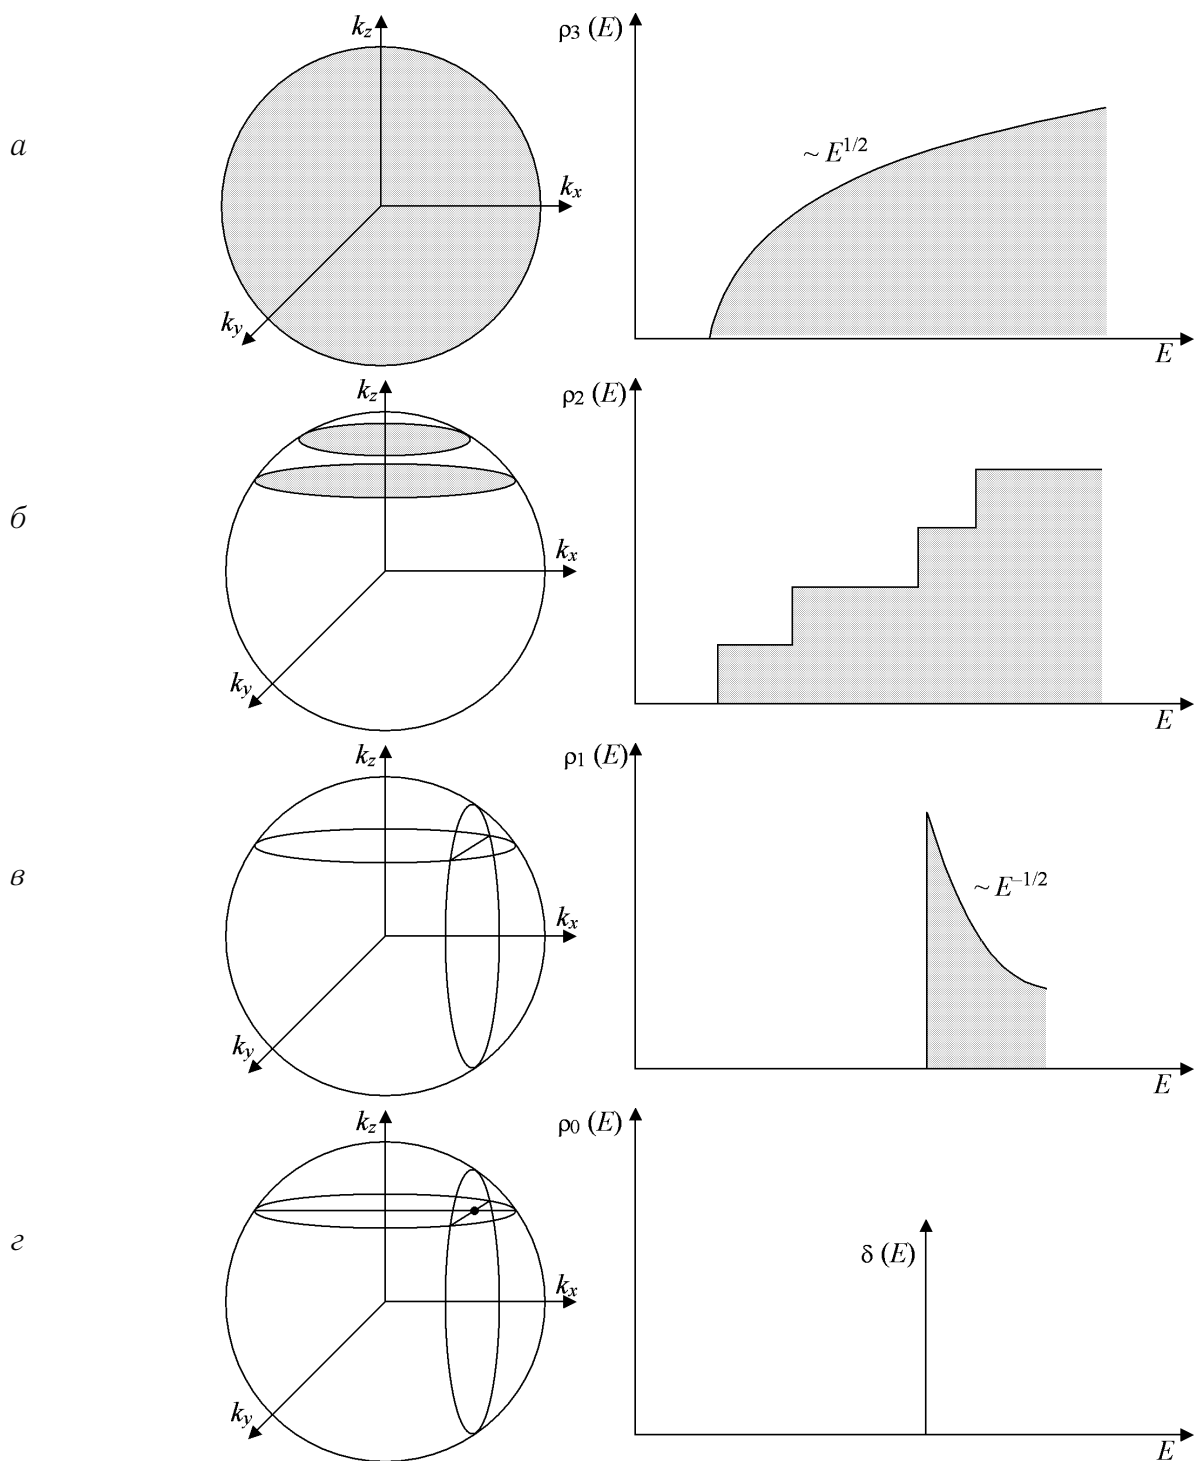 а
k_z
k_x
k_y
ρ3 (E)
~ E^{1/2}
E
б
k_z
k_x
k_y
ρ2 (E)
E
в
k_z
k_x
k_y
ρ1 (E)
~ E^{–1/2}
E
г
k_z
k_x
k_y
ρ0 (E)
δ (E)
E